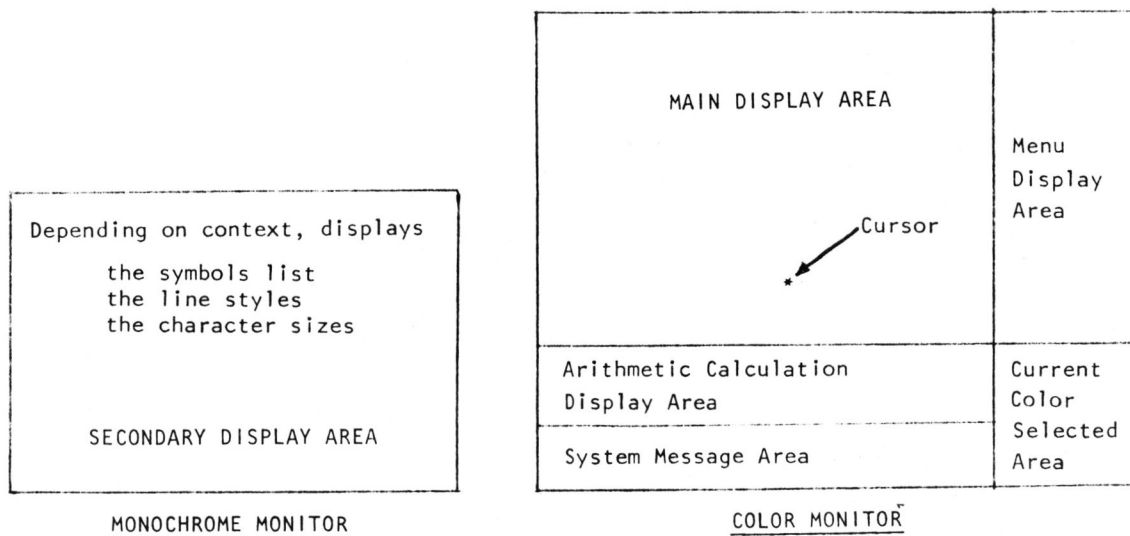 Depending on context, displays
the symbols list
the line styles
the character sizes
SECONDARY DISPLAY AREA
MONOCHROME MONITOR
MAIN DISPLAY AREA
Cursor
*
Menu
Display
Area
Arithmetic Calculation
Display Area
System Message Area
Current
Color
Selected
Area
COLOR MONITOR